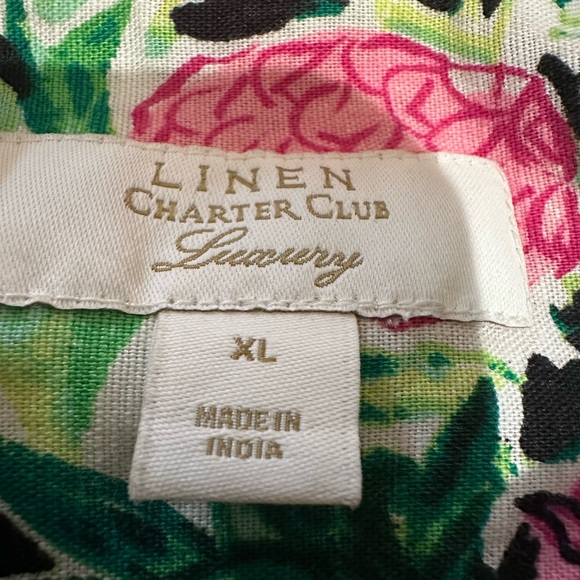 LINEN
CHARTER CLUB
Luxury
XL
MADE IN
INDIA